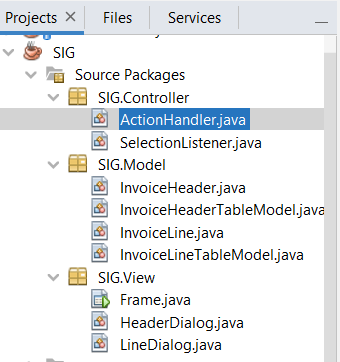 Projects × Files Services
SIG
Source Packages
SIG.Controller
ActionHandler.java
SelectionListener.java
SIG.Model
InvoiceHeader.java
InvoiceHeaderTableModel.java
InvoiceLine.java
InvoiceLineTableModel.java
SIG.View
Frame.java
HeaderDialog.java
LineDialog.java